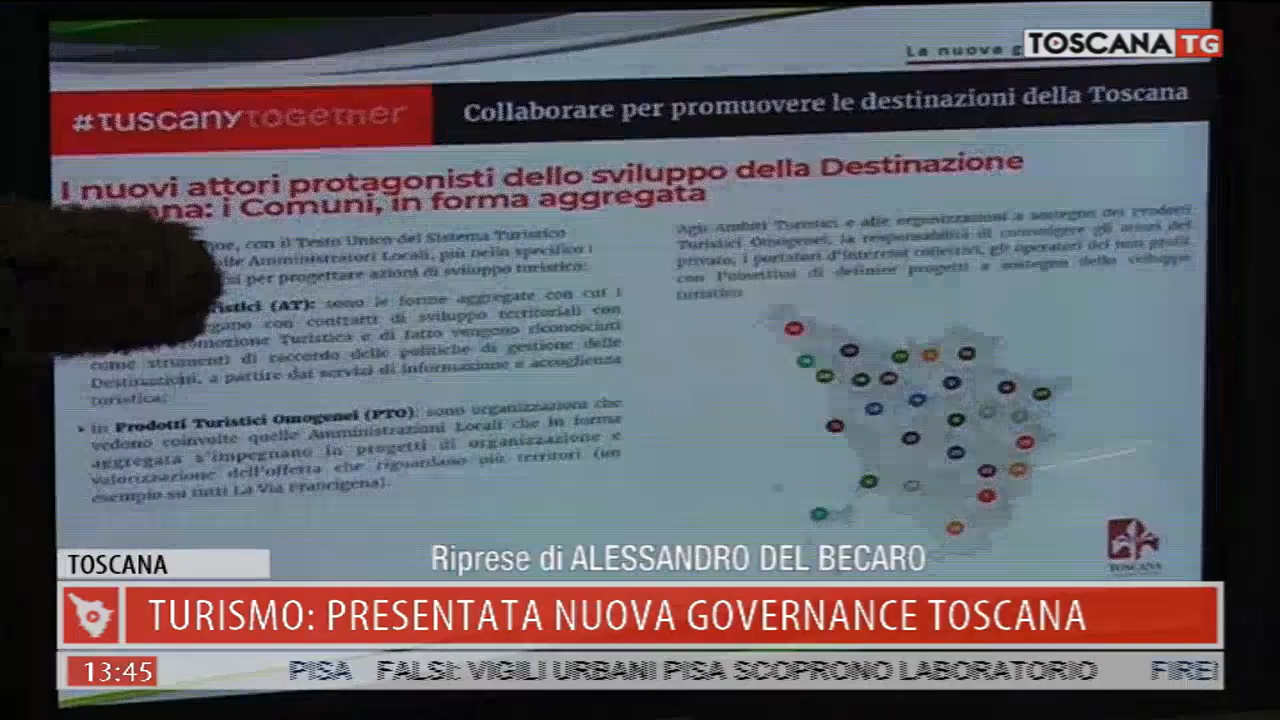 La nuova g
TOSCANA TG
#TUSCANYTOGETHER
Collaborare per promuovere le destinazioni della Toscana
I nuovi attori protagonisti dello sviluppo della Destinazione
ana: i Comuni, in forma aggregata
one, con il Testo Unico del Sistema Turistico
lle Amministratori Locali, più nello specifico i
si per progettare azioni di sviluppo turistico:
ristici (AT): sono le forme aggregate con cui i
gano con contratti di sviluppo territoriali con
omozione Turistica e di fatto vengono riconosciuti
come strumenti di raccordo delle politiche di gestione delle
Destinazioni, a partire dai servizi di informazione e accoglienza
turistica;
▸ in Prodotti Turistici Omogenei (PTO): sono organizzazioni che
vedono coinvolte quelle Amministrazioni Locali che in forma
aggregata s'impegnano in progetti di organizzazione e
valorizzazione dell'offerta che riguardano più territori (un
esempio su tutti La Via Francigena).
Agli Ambiti Turistici e alle organizzazioni a sostegno dei Prodotti
Turistici Omogenei, la responsabilità di coinvolgere gli attori del
privato, i portatori d'interessi collettivi, gli operatori del non profit
con l'obiettivo di definire progetti a sostegno dello sviluppo
turistico
TOSCANA
TOSCANA
Riprese di ALESSANDRO DEL BECARO
TURISMO: PRESENTATA NUOVA GOVERNANCE TOSCANA
13:45
PISA FALSI: VIGILI URBANI PISA SCOPRONO LABORATORIO FIRE